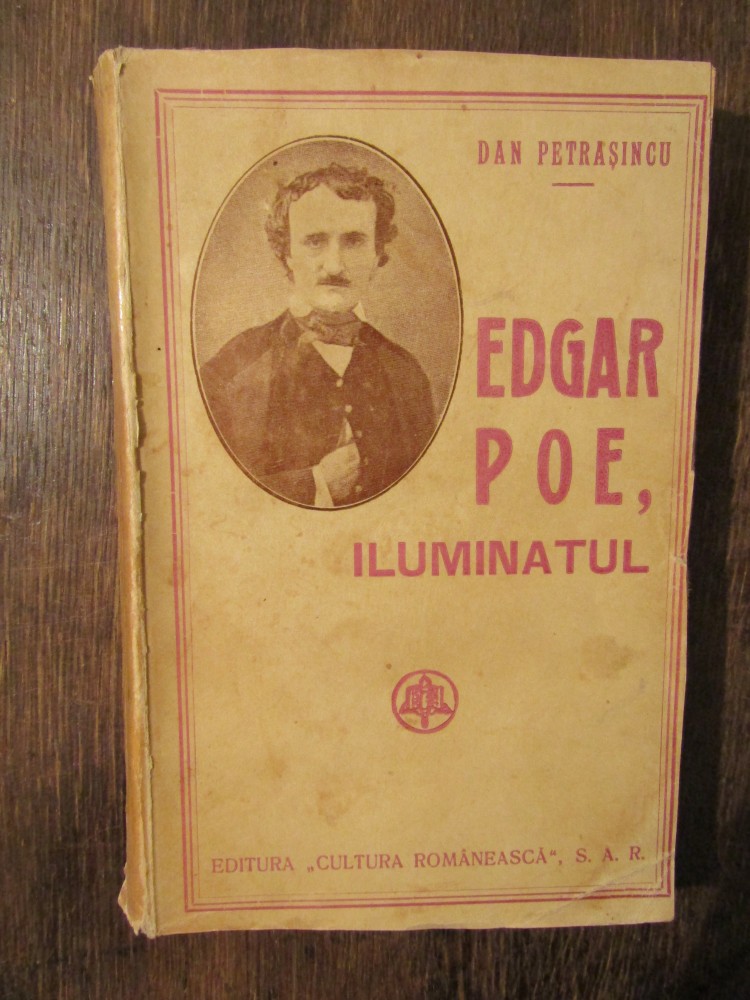 DAN PETRAȘINCU
EDGAR
POE,
ILUMINATUL
EDITURA „CULTURA ROMÂNEASCĂ“, S. A. R.